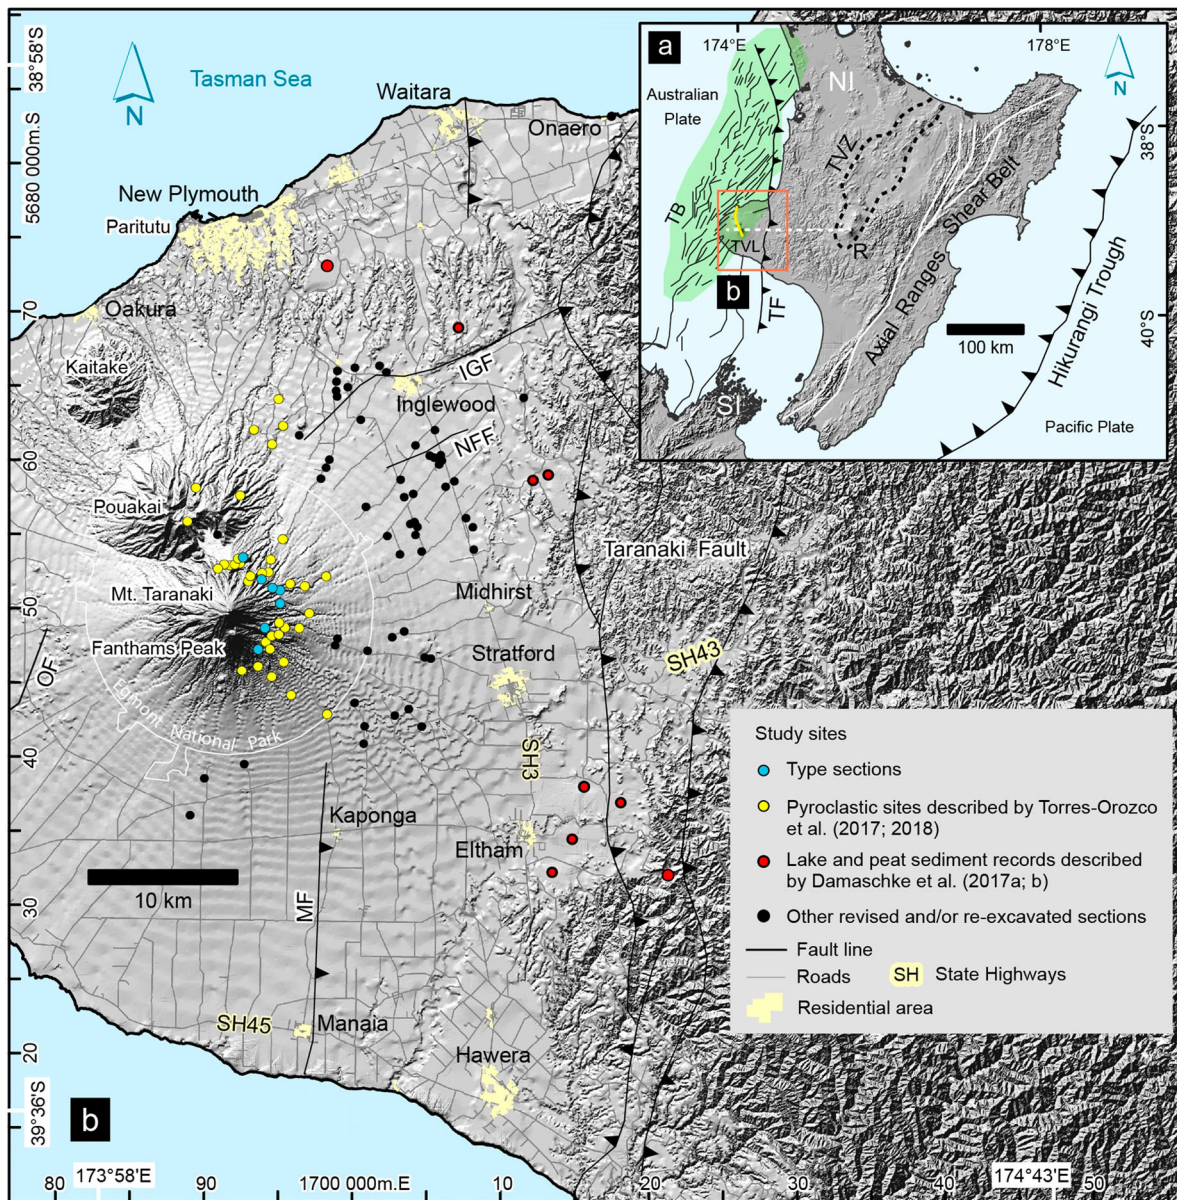 38°58'S
N
Tasman Sea
Waitara
Onaero
5680 000m.S
New Plymouth
Paritutu
70
Oakura
Kaitake
IGF
Inglewood
60
NFF
Pouakai
Taranaki Fault
Mt. Taranaki
Midhirst
50
Fanthams Peak
Stratford
SH43
OF
Egmont National Park
40
SH3
Kaponga
Eltham
10 km
30
MF
SH45
Manaia
20
Hawera
39°36'S
b
173°58'E
174°43'E
80
90
1700 000m.E
10
20
30
40
50
a
174°E
178°E
N
NI
Australian
Plate
38°S
TVZ
TB
Shear Belt
TVL
R
b
TF
Axial Ranges
Hikurangi Trough
40°S
100 km
SI
Pacific Plate
Study sites
Type sections
Pyroclastic sites described by Torres-Orozco
et al. (2017; 2018)
Lake and peat sediment records described
by Damaschke et al. (2017a; b)
Other revised and/or re-excavated sections
Fault line
Roads
SH State Highways
Residential area